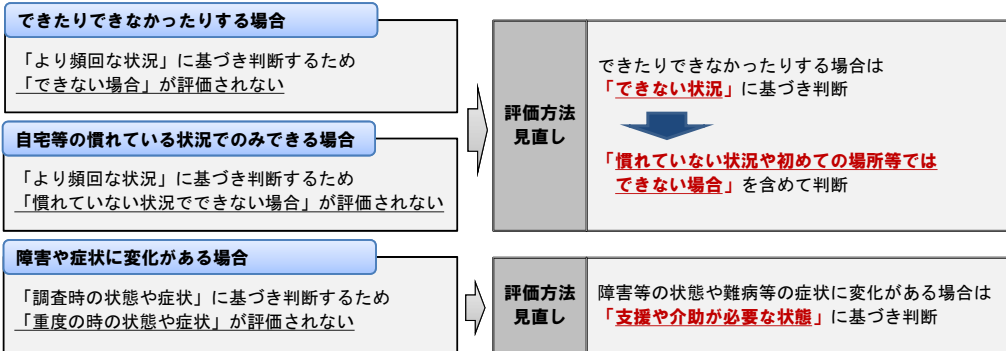 できたりできなかったりする場合
「より頻回な状況」に基づき判断するため
「できない場合」が評価されない
自宅等の慣れている状況でのみできる場合
「より頻回な状況」に基づき判断するため
「慣れていない状況でできない場合」が評価されない
評価方法
見直し
できたりできなかったりする場合は
「できない状況」に基づき判断
「慣れていない状況や初めての場所等では
できない場合」を含めて判断
障害や症状に変化がある場合
「調査時の状態や症状」に基づき判断するため
「重度の時の状態や症状」が評価されない
評価方法
見直し
障害等の状態や難病等の症状に変化がある場合は
「支援や介助が必要な状態」に基づき判断